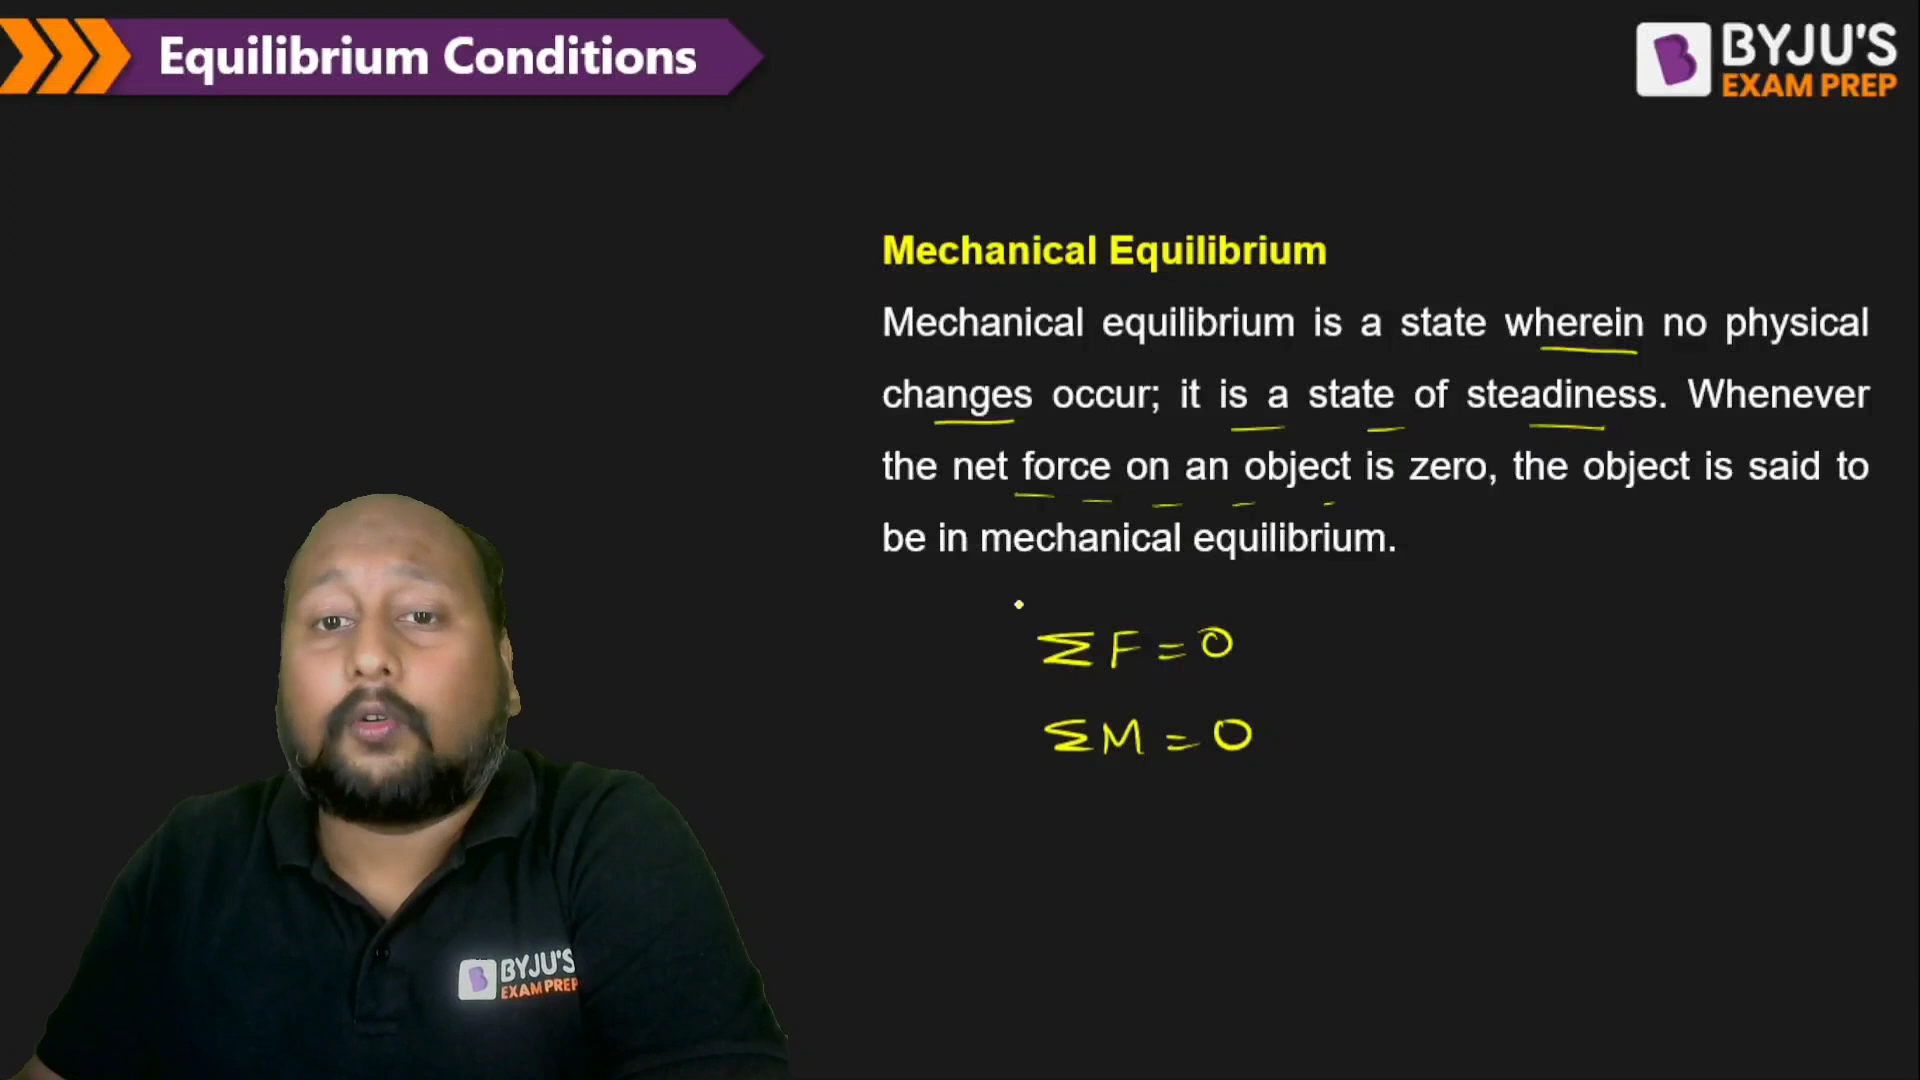 Equilibrium Conditions
BYJU'S
EXAM PREP
Mechanical Equilibrium
Mechanical equilibrium is a state wherein no physical
changes occur; it is a state of steadiness. Whenever
the net force on an object is zero, the object is said to
be in mechanical equilibrium.
Σ F = 0
Σ M = 0
BYJU'S
EXAM PREP